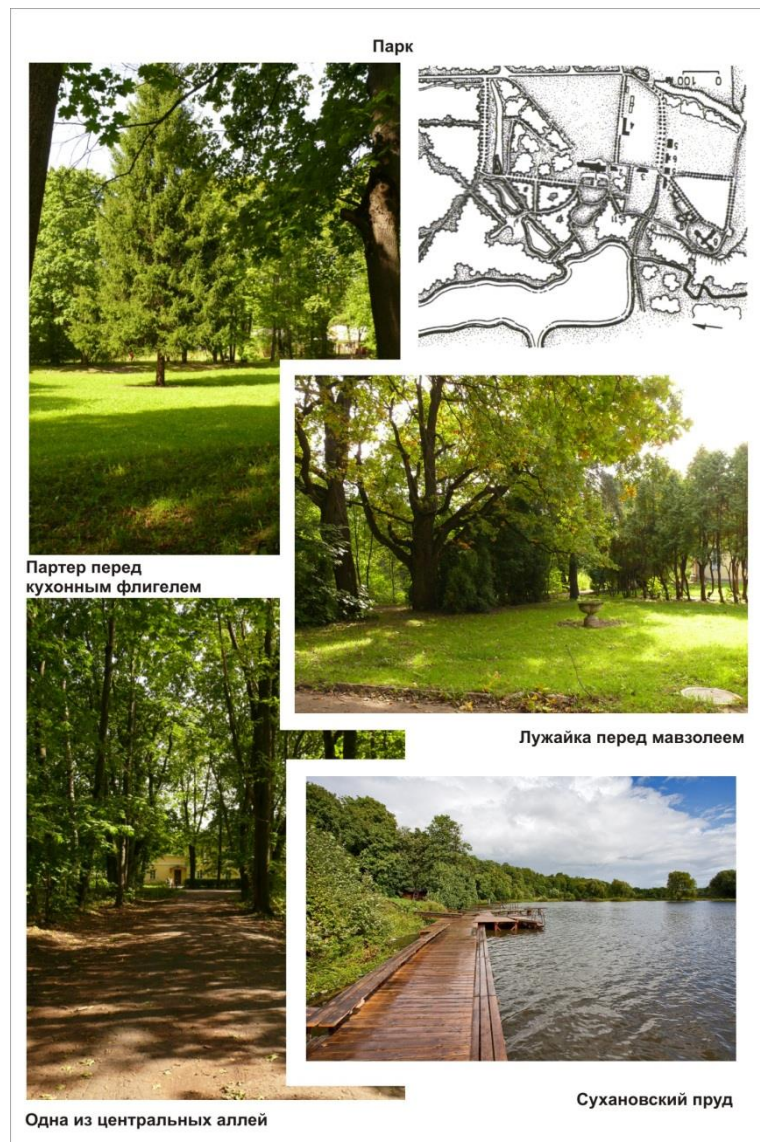 Парк
Партер перед
кухонным флигелем
Лужайка перед мавзолеем
Сухановский пруд
Одна из центральных аллей